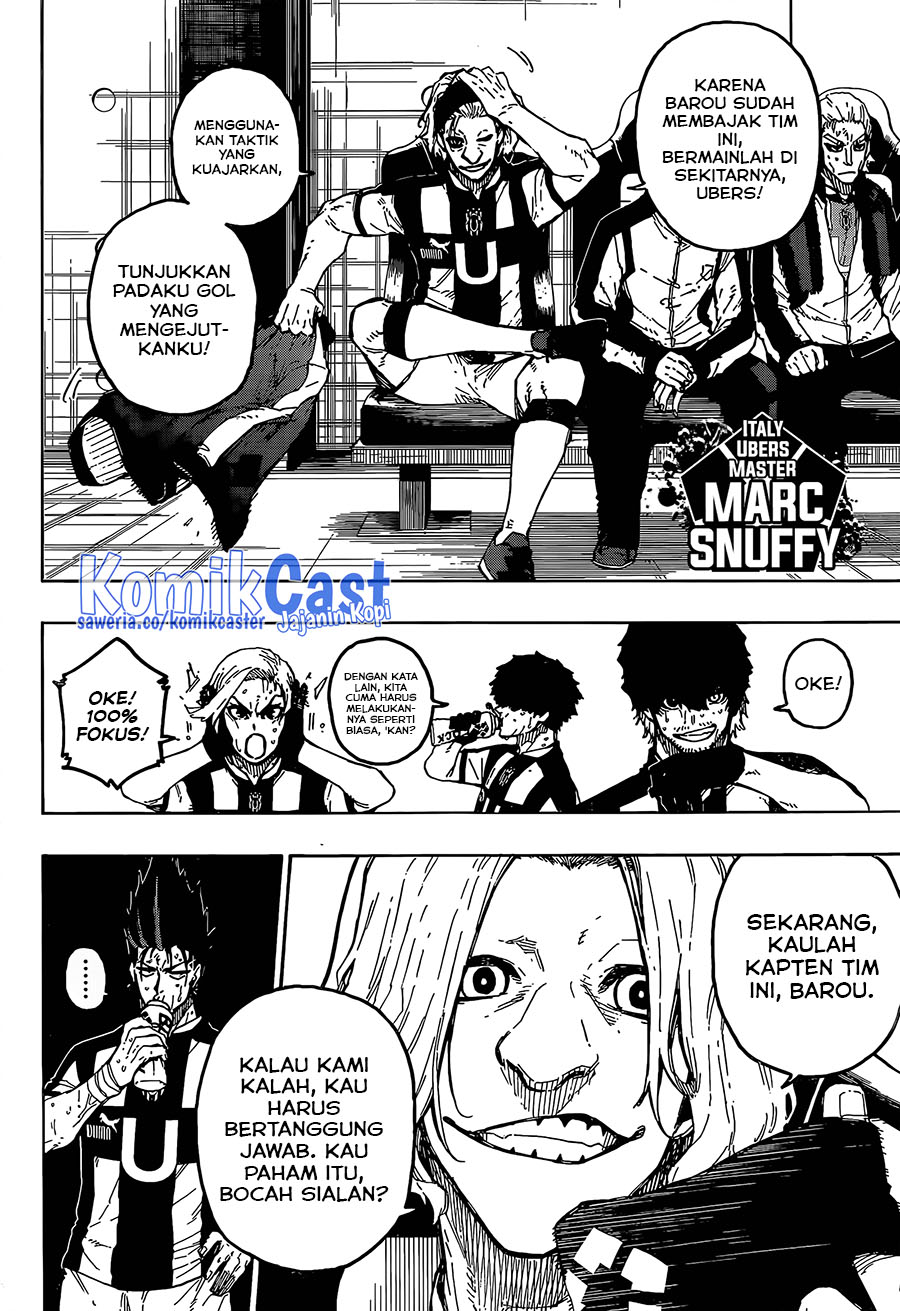 KARENA
BAROU SUDAH
MEMBAJAK TIM
INI,
BERMAINLAH DI
SEKITARNYA,
UBERS!
MENGGUNA-
KAN TAKTIK
YANG
KUAJARKAN,
TUNJUKKAN
PADAKU GOL
YANG
MENGEJUT-
KANKU!
U
ITALY
UBERS
MASTER
MARC
SNUFFY
KomikCast
saweria.co/komikcaster Jajanin Kopi
OKE!
DENGAN KATA
LAIN, KITA
CUMA HARUS
MELAKUKAN-
NYA SEPERTI
BIASA, 'KAN?
OKE!
100%
FOKUS!
SEKARANG,
KAULAH
KAPTEN TIM
INI, BAROU.
KALAU KAMI
KALAH, KAU
HARUS
BERTANGGUNG
JAWAB. KAU
PAHAM ITU,
BOCAH SIALAN?
......
U